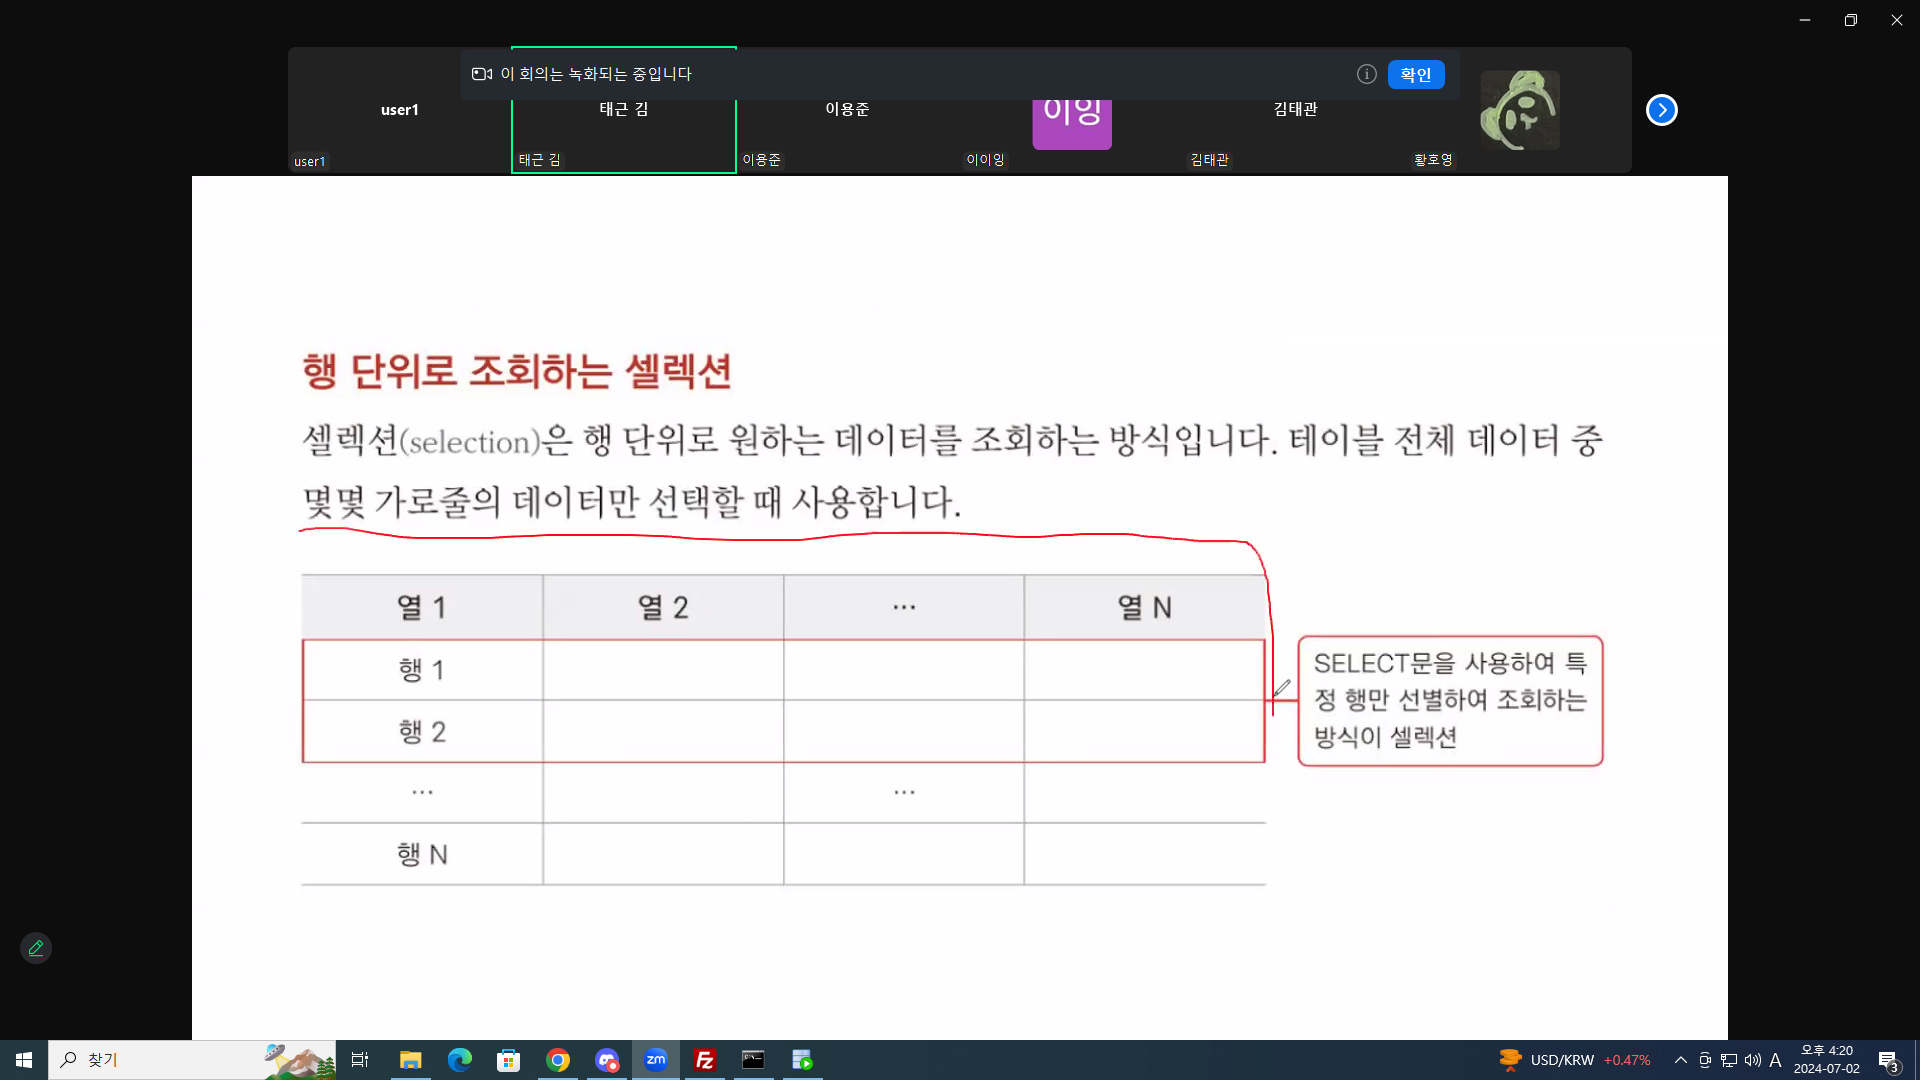 이 회의는 녹화되는 중입니다
확인
user1
태근 김
이용준
이잉
김태관
user1
태근 김
이용준
이이잉
김태관
황호영
행 단위로 조회하는 셀렉션
셀렉션(selection)은 행 단위로 원하는 데이터를 조회하는 방식입니다. 테이블 전체 데이터 중
몇몇 가로줄의 데이터만 선택할 때 사용합니다.
열 1 열 2 ... 열 N
행 1
행 2
... ...
행 N
SELECT문을 사용하여 특
정 행만 선별하여 조회하는
방식이 셀렉션
찾기
zm
Fz
USD/KRW +0.47%
A
오후 4:20
2024-07-02
3